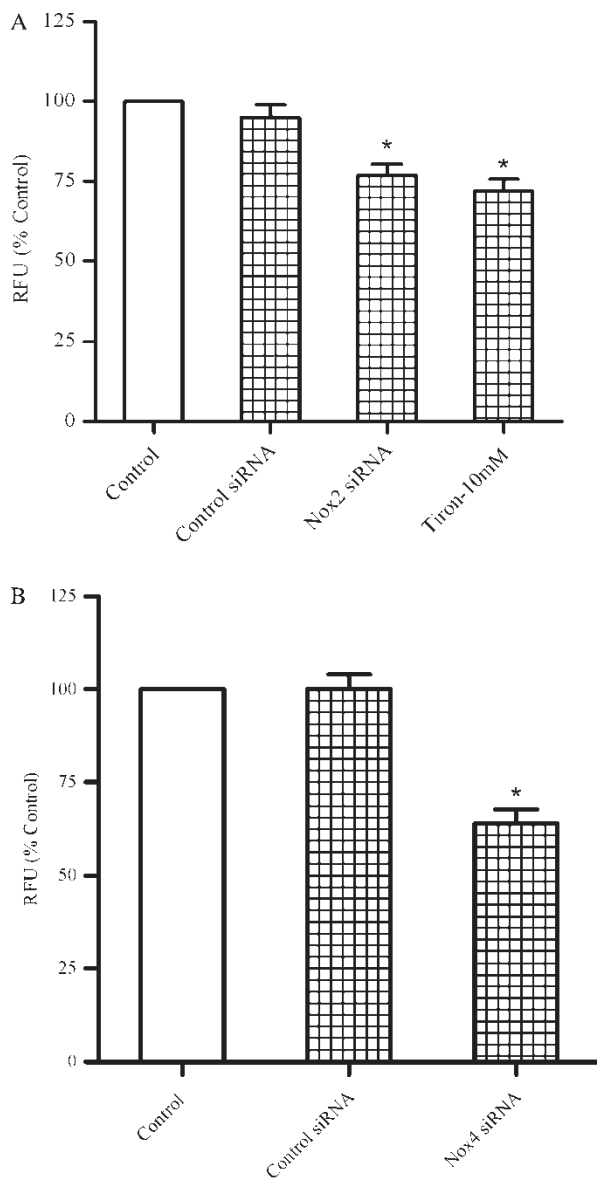 A
125
100
75
50
25
0
RFU (% Control)
*
*
Control
Control siRNA
Nox2 siRNA
Tiron-10mM
B
125
100
75
50
25
0
RFU (% Control)
*
Control
Control siRNA
Nox4 siRNA